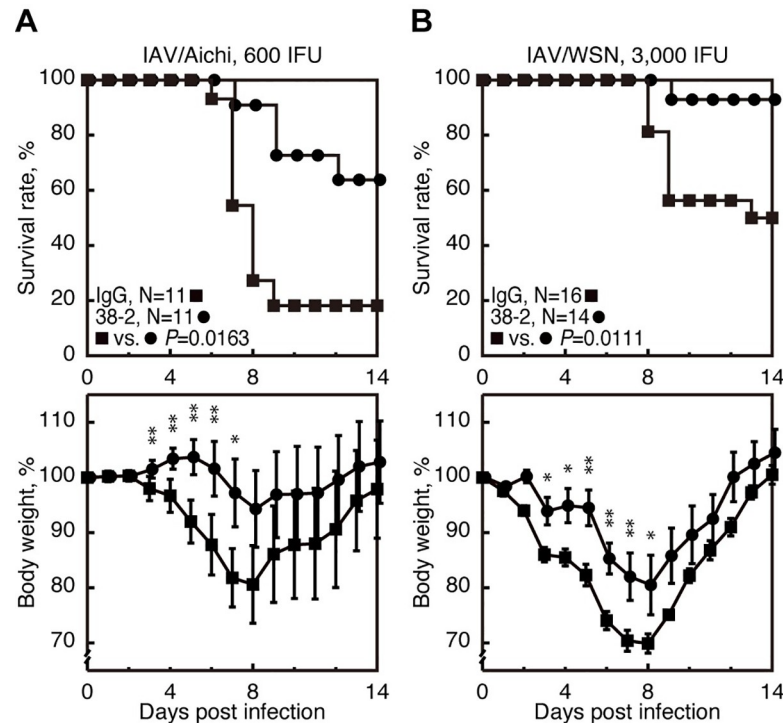 A
IAV/Aichi, 600 IFU
Survival rate, %
100
80
60
40
20
0
IgG, N=11 ■
38-2, N=11 ●
■ vs. ● P=0.0163
0 4 8 14
Body weight, %
110
100
90
80
70
** ** ** ** *
0 4 8 14
Days post infection
B
IAV/WSN, 3,000 IFU
Survival rate, %
100
80
60
40
20
0
IgG, N=16 ■
38-2, N=14 ●
■ vs. ● P=0.0111
0 4 8 14
Body weight, %
110
100
90
80
70
* * ** ** ** *
0 4 8 14
Days post infection